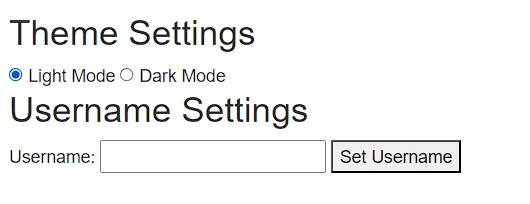 Theme Settings
Light Mode Dark Mode
Username Settings
Username: Set Username